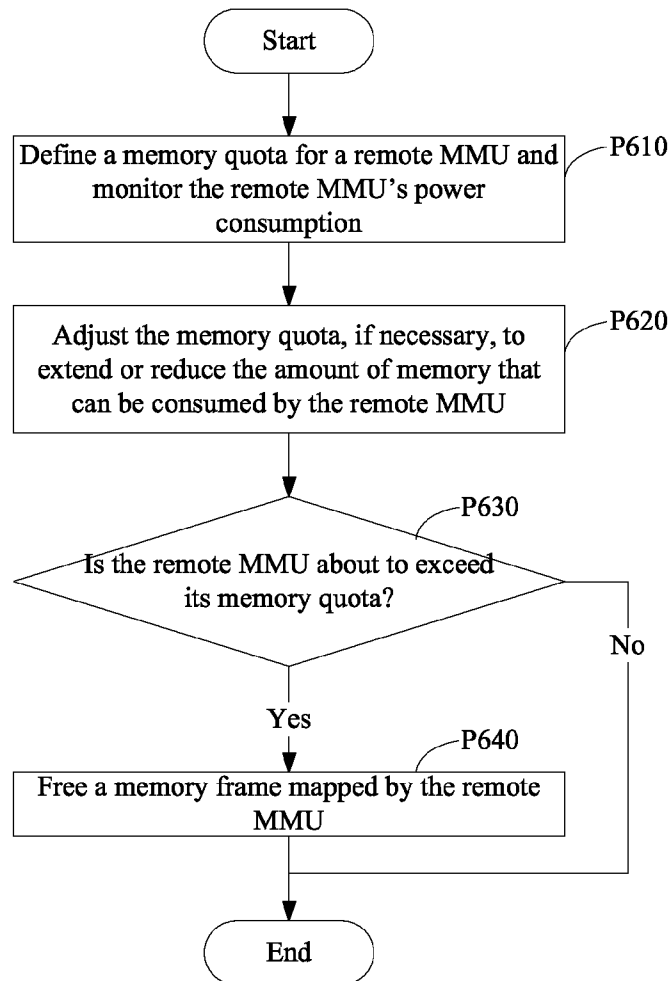 Start
Define a memory quota for a remote MMU and
monitor the remote MMU's power
consumption
P610
Adjust the memory quota, if necessary, to
extend or reduce the amount of memory that
can be consumed by the remote MMU
P620
P630
Is the remote MMU about to exceed
its memory quota?
No
Yes
P640
Free a memory frame mapped by the remote
MMU
End